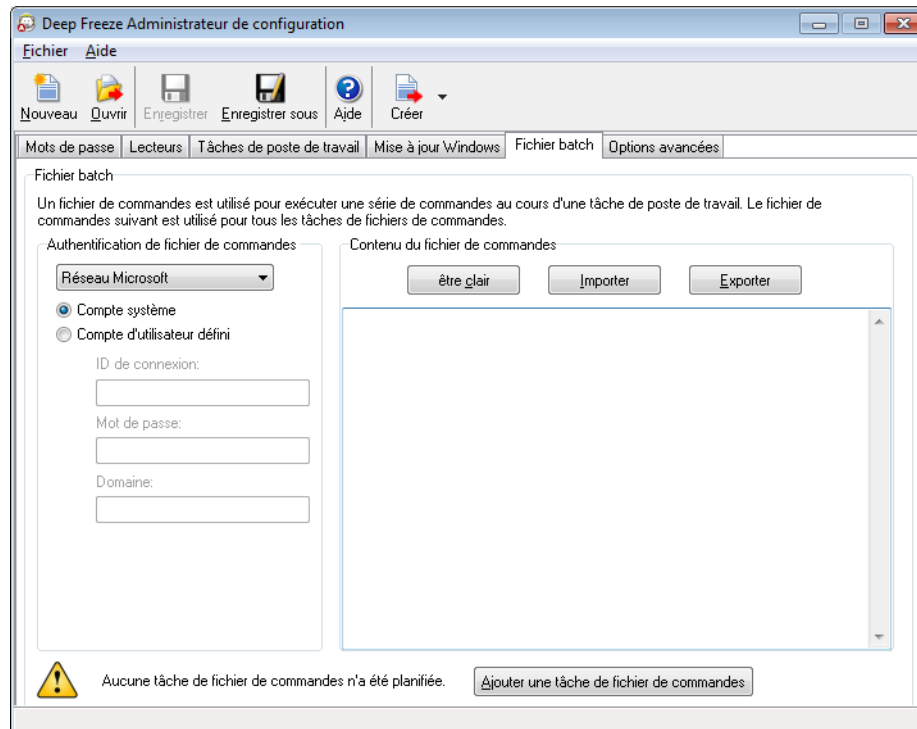 Deep Freeze Administrateur de configuration
Fichier Aide
Nouveau Ouvrir Enregistrer Enregistrer sous Aide Créer
Mots de passe Lecteurs Tâches de poste de travail Mise à jour Windows Fichier batch Options avancées
Fichier batch
Un fichier de commandes est utilisé pour exécuter une série de commandes au cours d'une tâche de poste de travail. Le fichier de
commandes suivant est utilisé pour tous les tâches de fichiers de commandes.
Authentification de fichier de commandes
Réseau Microsoft
Compte système
Compte d'utilisateur défini
ID de connexion:
Mot de passe:
Domaine:
Contenu du fichier de commandes
être clair Importer Exporter
Aucune tâche de fichier de commandes n'a été planifiée.
Ajouter une tâche de fichier de commandes